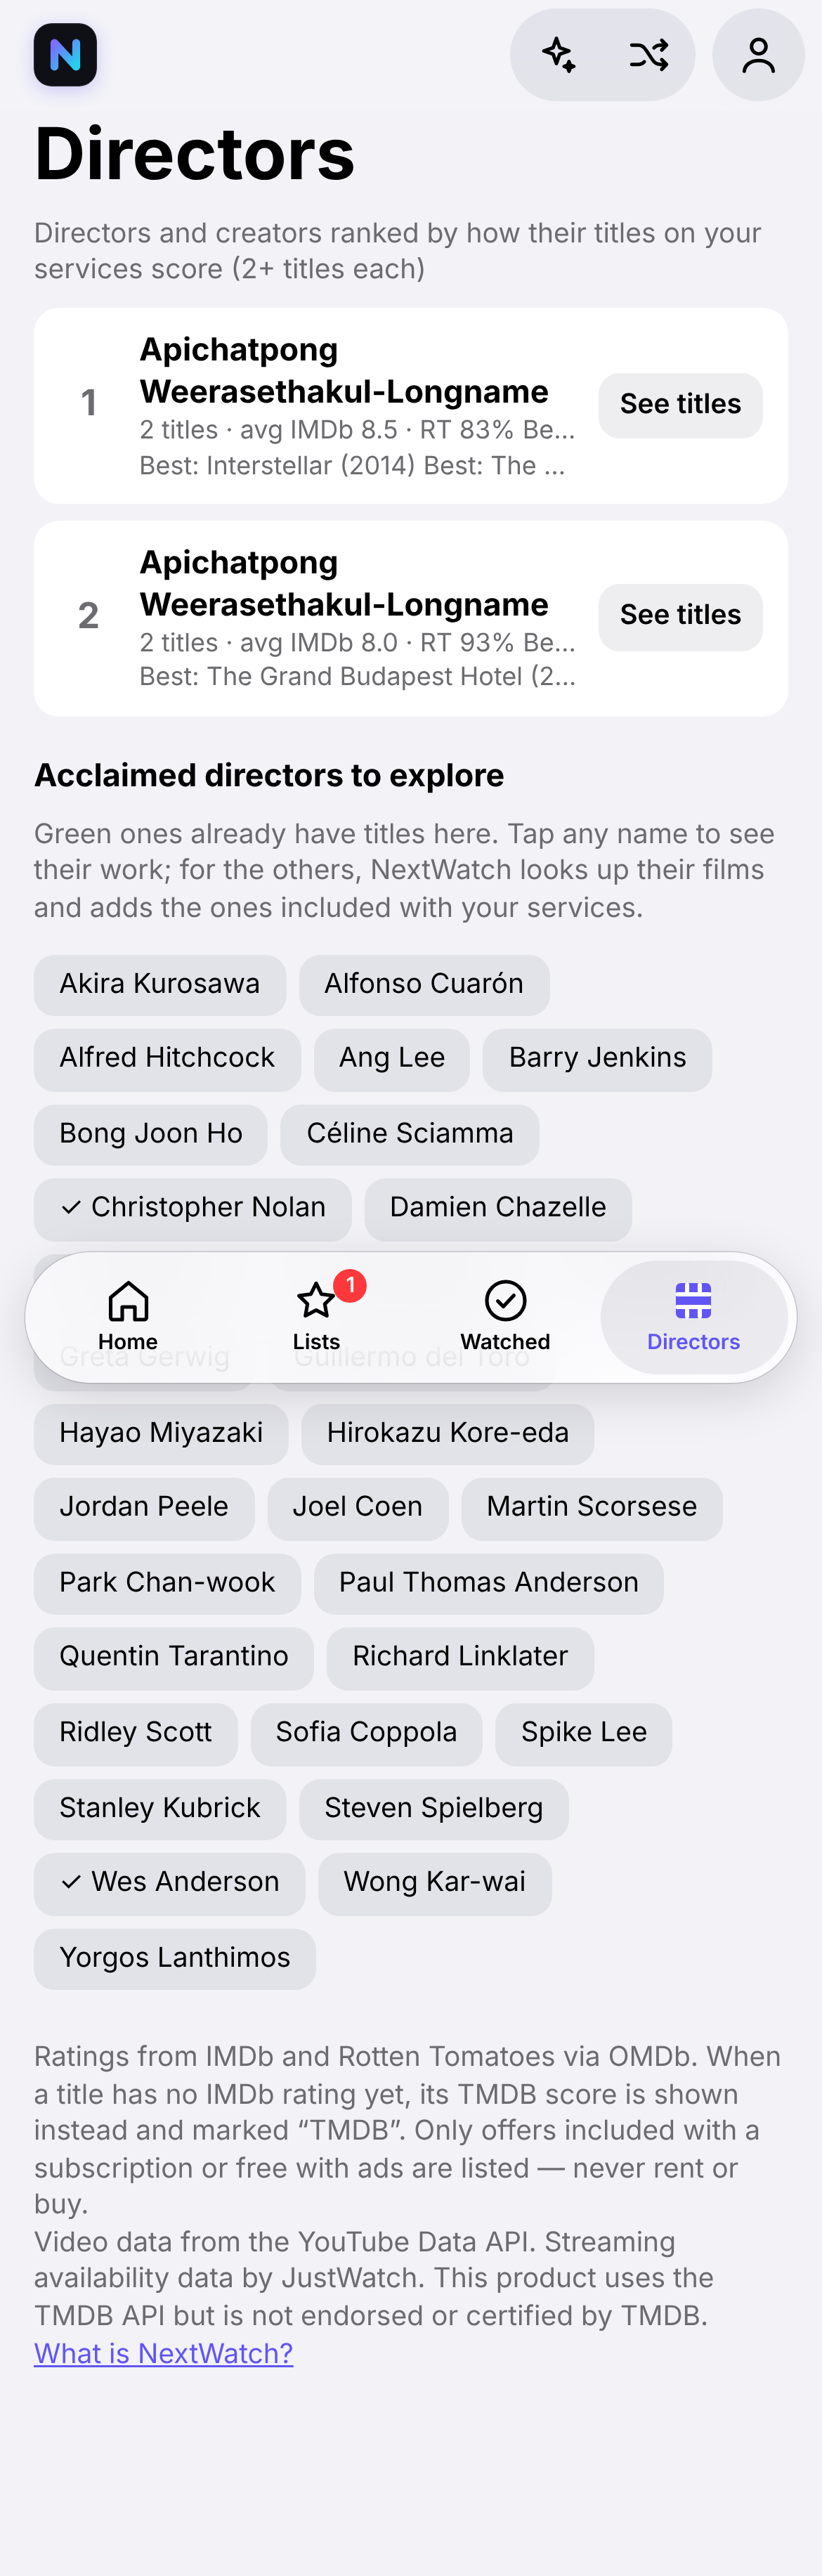 N
Directors
Directors and creators ranked by how their titles on your
services score (2+ titles each)
1
Apichatpong
Weerasethakul-Longname
2 titles · avg IMDb 8.5 · RT 83% Be...
Best: Interstellar (2014) Best: The ...
See titles
2
Apichatpong
Weerasethakul-Longname
2 titles · avg IMDb 8.0 · RT 93% Be...
Best: The Grand Budapest Hotel (2...
See titles
Acclaimed directors to explore
Green ones already have titles here. Tap any name to see
their work; for the others, NextWatch looks up their films
and adds the ones included with your services.
Akira Kurosawa Alfonso Cuarón
Alfred Hitchcock Ang Lee Barry Jenkins
Bong Joon Ho Céline Sciamma
✓ Christopher Nolan Damien Chazelle
1
Home Lists Watched Directors
Greta Gerwig Guillermo del Toro
Hayao Miyazaki Hirokazu Kore-eda
Jordan Peele Joel Coen Martin Scorsese
Park Chan-wook Paul Thomas Anderson
Quentin Tarantino Richard Linklater
Ridley Scott Sofia Coppola Spike Lee
Stanley Kubrick Steven Spielberg
✓ Wes Anderson Wong Kar-wai
Yorgos Lanthimos
Ratings from IMDb and Rotten Tomatoes via OMDb. When
a title has no IMDb rating yet, its TMDB score is shown
instead and marked “TMDB”. Only offers included with a
subscription or free with ads are listed — never rent or
buy.
Video data from the YouTube Data API. Streaming
availability data by JustWatch. This product uses the
TMDB API but is not endorsed or certified by TMDB.
What is NextWatch?